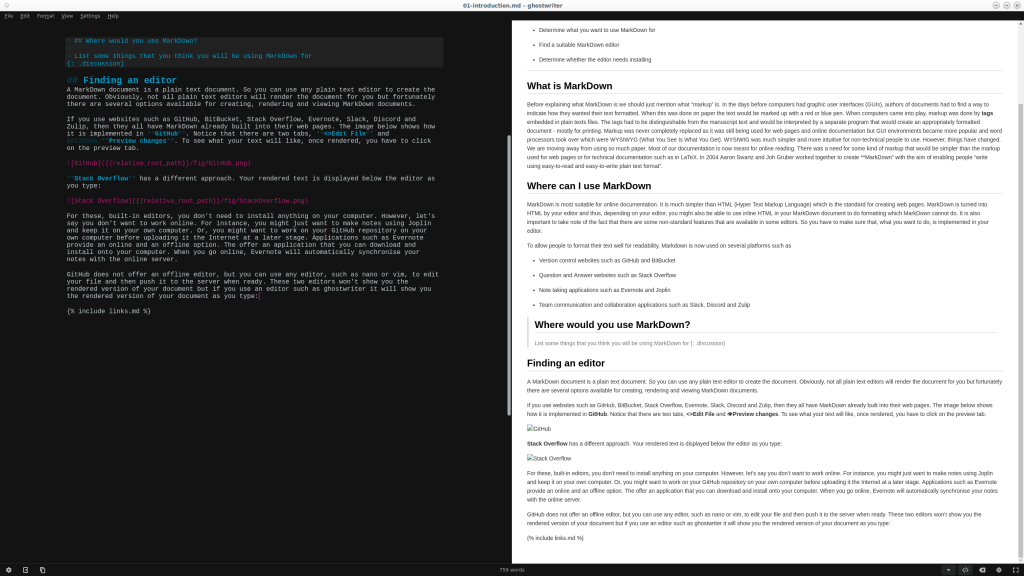 01-introduction.md - ghostwriter
File Edit Format View Settings Help
## Where would you use MarkDown?
List some things that you think you will be using MarkDown for
{: .discussion}
## Finding an editor
A MarkDown document is a plain text document. So you can use any plain text editor to create the
document. Obviously, not all plain text editors will render the document for you but fortunately
there are several options available for creating, rendering and viewing MarkDown documents.
If you use websites such as GitHub, BitBucket, Stack Overflow, Evernote, Slack, Discord and
Zulip, then they all have MarkDown already built into their web pages. The image below shows how
it is implemented in **GitHub**. Notice that there are two tabs, **<>Edit File** and
Preview changes**. To see what your text will like, once rendered, you have to click
on the preview tab.
![GitHub]({{relative_root_path}}/fig/GitHub.png)
**Stack Overflow** has a different approach. Your rendered text is displayed below the editor as
you type:
![Stack Overflow]({{relative_root_path}}/fig/StackOverflow.png)
For these, built-in editors, you don't need to install anything on your computer. However, let's
say you don't want to work online. For instance, you might just want to make notes using Joplin
and keep it on your own computer. Or, you might want to work on your GitHub repository on your
own computer before uploading it the Internet at a later stage. Applications such as Evernote
provide an online and an offline option. The offer an application that you can download and
install onto your computer. When you go online, Evernote will automatically synchronise your
notes with the online server.
GitHub does not offer an offline editor, but you can use any editor, such as nano or vim, to edit
your file and then push it to the server when ready. These two editors won't show you the
rendered version of your document but if you use an editor such as ghostwriter it will show you
the rendered version of your document as you type:
{% include links.md %}
• Determine what you want to use MarkDown for
• Find a suitable MarkDown editor
• Determine whether the editor needs installing
What is MarkDown
Before explaining what MarkDown is we should just mention what "markup" is. In the days before computers had graphic user interfaces (GUIs), authors of documents had to find a way to
indicate how they wanted their text formatted. When this was done on paper the text would be marked up with a red or blue pen. When computers came into play, markup was done by tags
embedded in plain texts files. The tags had to be distinguishable from the manuscript text and would be interpreted by a separate program that would create an appropriately formatted
document - mostly for printing. Markup was never completely replaced as it was still being used for web pages and online documentation but GUI environments became more popular and word
processors took over which were WYSIWYG (What You See Is What You Get). WYSIWYG was much simpler and more intuitive for non-technical people to use. However, things have changed.
We are moving away from using so much paper. Most of our documentation is now meant for online reading. There was a need for some kind of markup that would be simpler than the markup
used for web pages or for technical documentation such as in LaTeX. In 2004 Aaron Swartz and Joh Gruber worked together to create **MarkDown" with the aim of enabling people "write
using easy-to-read and easy-to-write plain text format".
Where can I use MarkDown
MarkDown is most suitable for online documentation. It is much simpler than HTML (Hyper Text Markup Language) which is the standard for creating web pages. MarkDown is turned into
HTML by your editor and thus, depending on your editor, you might also be able to use inline HTML in your MarkDown document to do formating which MarkDown cannot do. It is also
important to take note of the fact that there are some non-standard features that are available in some editors. So you have to make sure that, what you want to do, is implemented in your
editor.
To allow people to format their text well for readability, Markdown is now used on several platforms such as
• Version control websites such as GitHub and BitBucket
• Question and Answer websites such as Stack Overflow
• Note taking applications such as Evernote and Joplin
• Team communication and collaboration applications such as Slack, Discord and Zulip
Where would you use MarkDown?
List some things that you think you will be using MarkDown for {: .discussion}
Finding an editor
A MarkDown document is a plain text document. So you can use any plain text editor to create the document. Obviously, not all plain text editors will render the document for you but fortunately
there are several options available for creating, rendering and viewing MarkDown documents.
If you use websites such as GitHub, BitBucket, Stack Overflow, Evernote, Slack, Discord and Zulip, then they all have MarkDown already built into their web pages. The image below shows
how it is implemented in GitHub. Notice that there are two tabs, <>Edit File and 👁Preview changes. To see what your text will like, once rendered, you have to click on the preview tab.
GitHub
Stack Overflow has a different approach. Your rendered text is displayed below the editor as you type:
Stack Overflow
For these, built-in editors, you don't need to install anything on your computer. However, let's say you don't want to work online. For instance, you might just want to make notes using Joplin
and keep it on your own computer. Or, you might want to work on your GitHub repository on your own computer before uploading it the Internet at a later stage. Applications such as Evernote
provide an online and an offline option. The offer an application that you can download and install onto your computer. When you go online, Evernote will automatically synchronise your notes
with the online server.
GitHub does not offer an offline editor, but you can use any editor, such as nano or vim, to edit your file and then push it to the server when ready. These two editors won't show you the
rendered version of your document but if you use an editor such as ghostwriter it will show you the rendered version of your document as you type:
{% include links.md %}
759 words